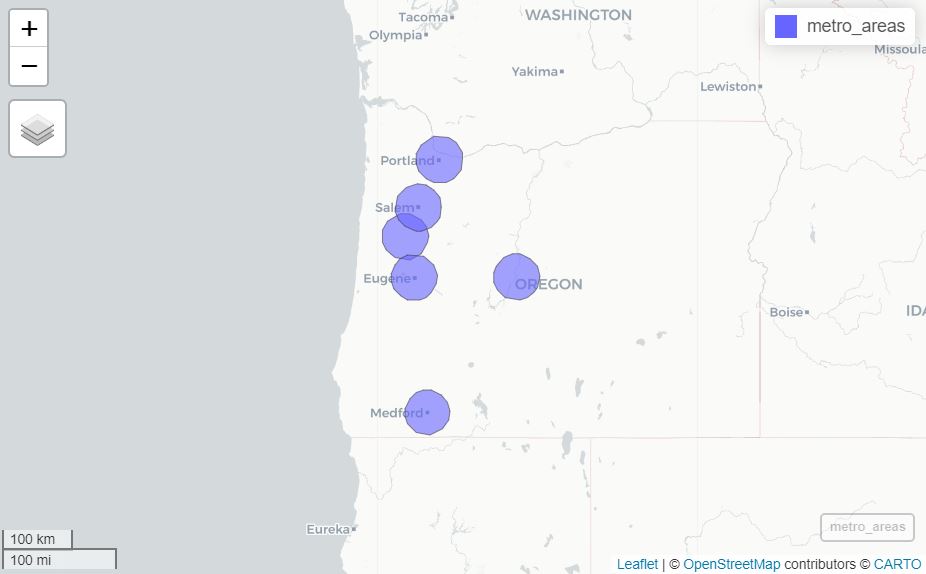 +
−
Tacoma
WASHINGTON
metro_areas
Olympia
Missoula
Yakima
Lewiston
Portland
Salem
Eugene
OREGON
Boise
IDA
Medford
Eureka
100 km
100 mi
metro_areas
Leaflet | © OpenStreetMap contributors © CARTO